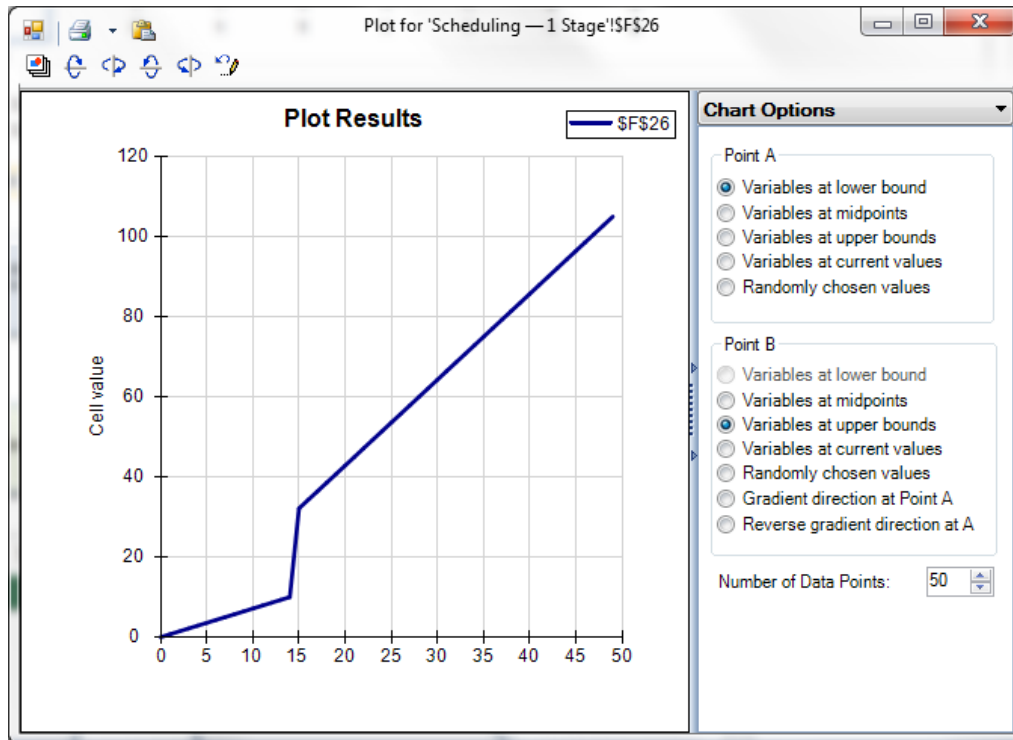 Plot for 'Scheduling — 1 Stage'!$F$26
Plot Results
$F$26
120
100
80
60
40
20
0
Cell value
0 5 10 15 20 25 30 35 40 45 50
Chart Options
Point A
Variables at lower bound
Variables at midpoints
Variables at upper bounds
Variables at current values
Randomly chosen values
Point B
Variables at lower bound
Variables at midpoints
Variables at upper bounds
Variables at current values
Randomly chosen values
Gradient direction at Point A
Reverse gradient direction at A
Number of Data Points: 50